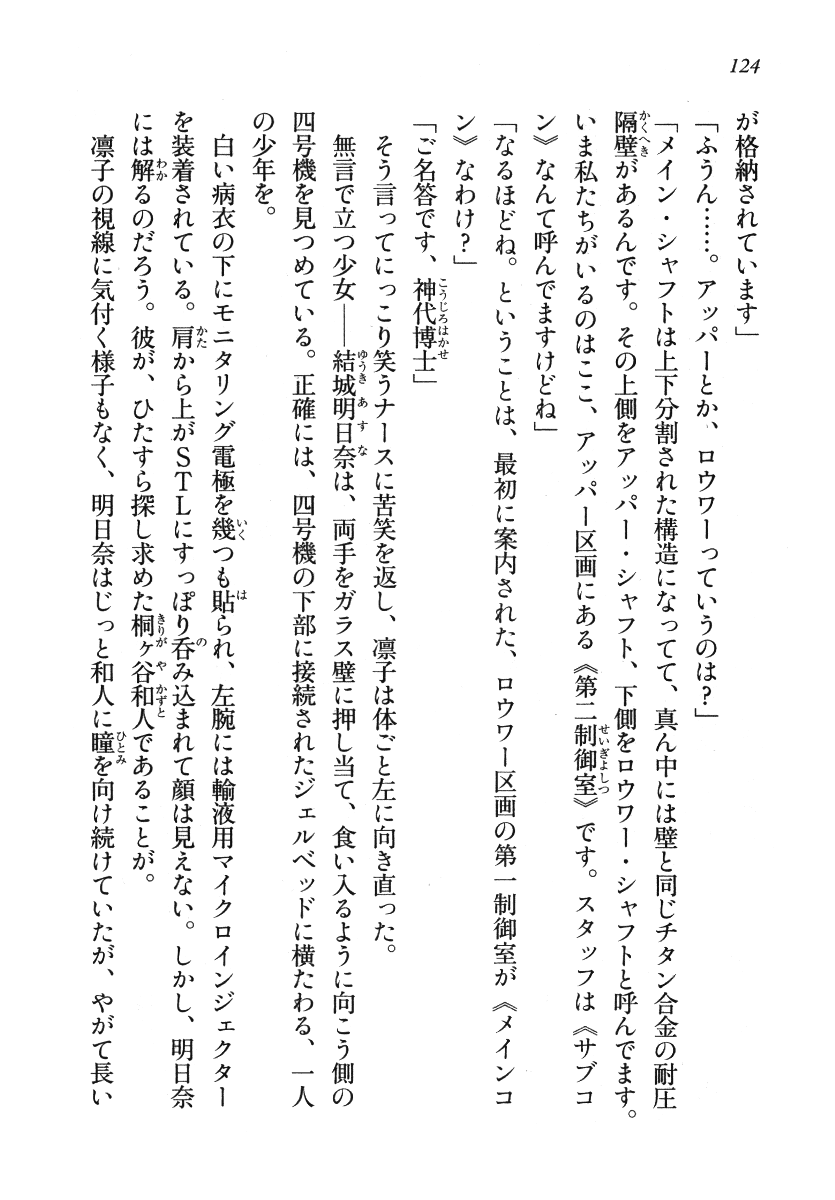 124
が格納されています」
「ふうん……。アッパーとか、ロウワーっていうのは？」
「メイン・シャフトは上下分割された構造になってて、真ん中には壁と同じチタン合金の耐圧
隔壁があるんです。その上側をアッパー・シャフト、下側をロウワー・シャフトと呼んでます。
いま私たちがいるのはここ、アッパー区画にある《第二制御室》です。スタッフは《サブコ
ン》なんて呼んでますけどね」
「なるほどね。ということは、最初に案内された、ロウワー区画の第一制御室が《メインコ
ン》なわけ？」
「ご名答です、神代博士」
そう言ってにっこり笑うナースに苦笑を返し、凛子は体ごと左に向き直った。
無言で立つ少女――結城明日奈は、両手をガラス壁に押し当て、食い入るように向こう側の
四号機を見つめている。正確には、四号機の下部に接続されたジェルベッドに横たわる、一人
の少年を。
白い病衣の下にモニタリング電極を幾つも貼られ、左腕には輸液用マイクロインジェクター
を装着されている。肩から上がＳＴＬにすっぽり呑み込まれて顔は見えない。しかし、明日奈
には解るのだろう。彼が、ひたすら探し求めた桐ヶ谷和人であることが。
凛子の視線に気付く様子もなく、明日奈はじっと和人に瞳を向け続けていたが、やがて長い